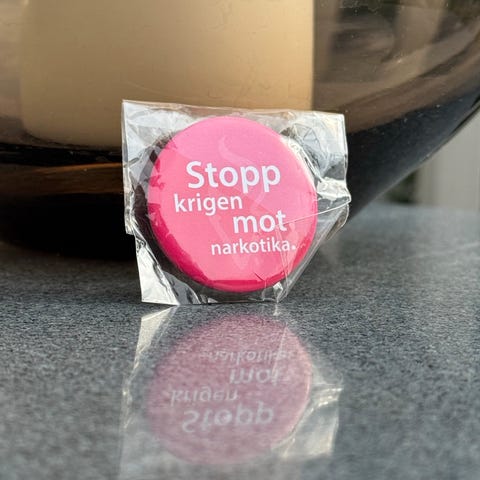 Stopp
krigen
mot
narkotika.